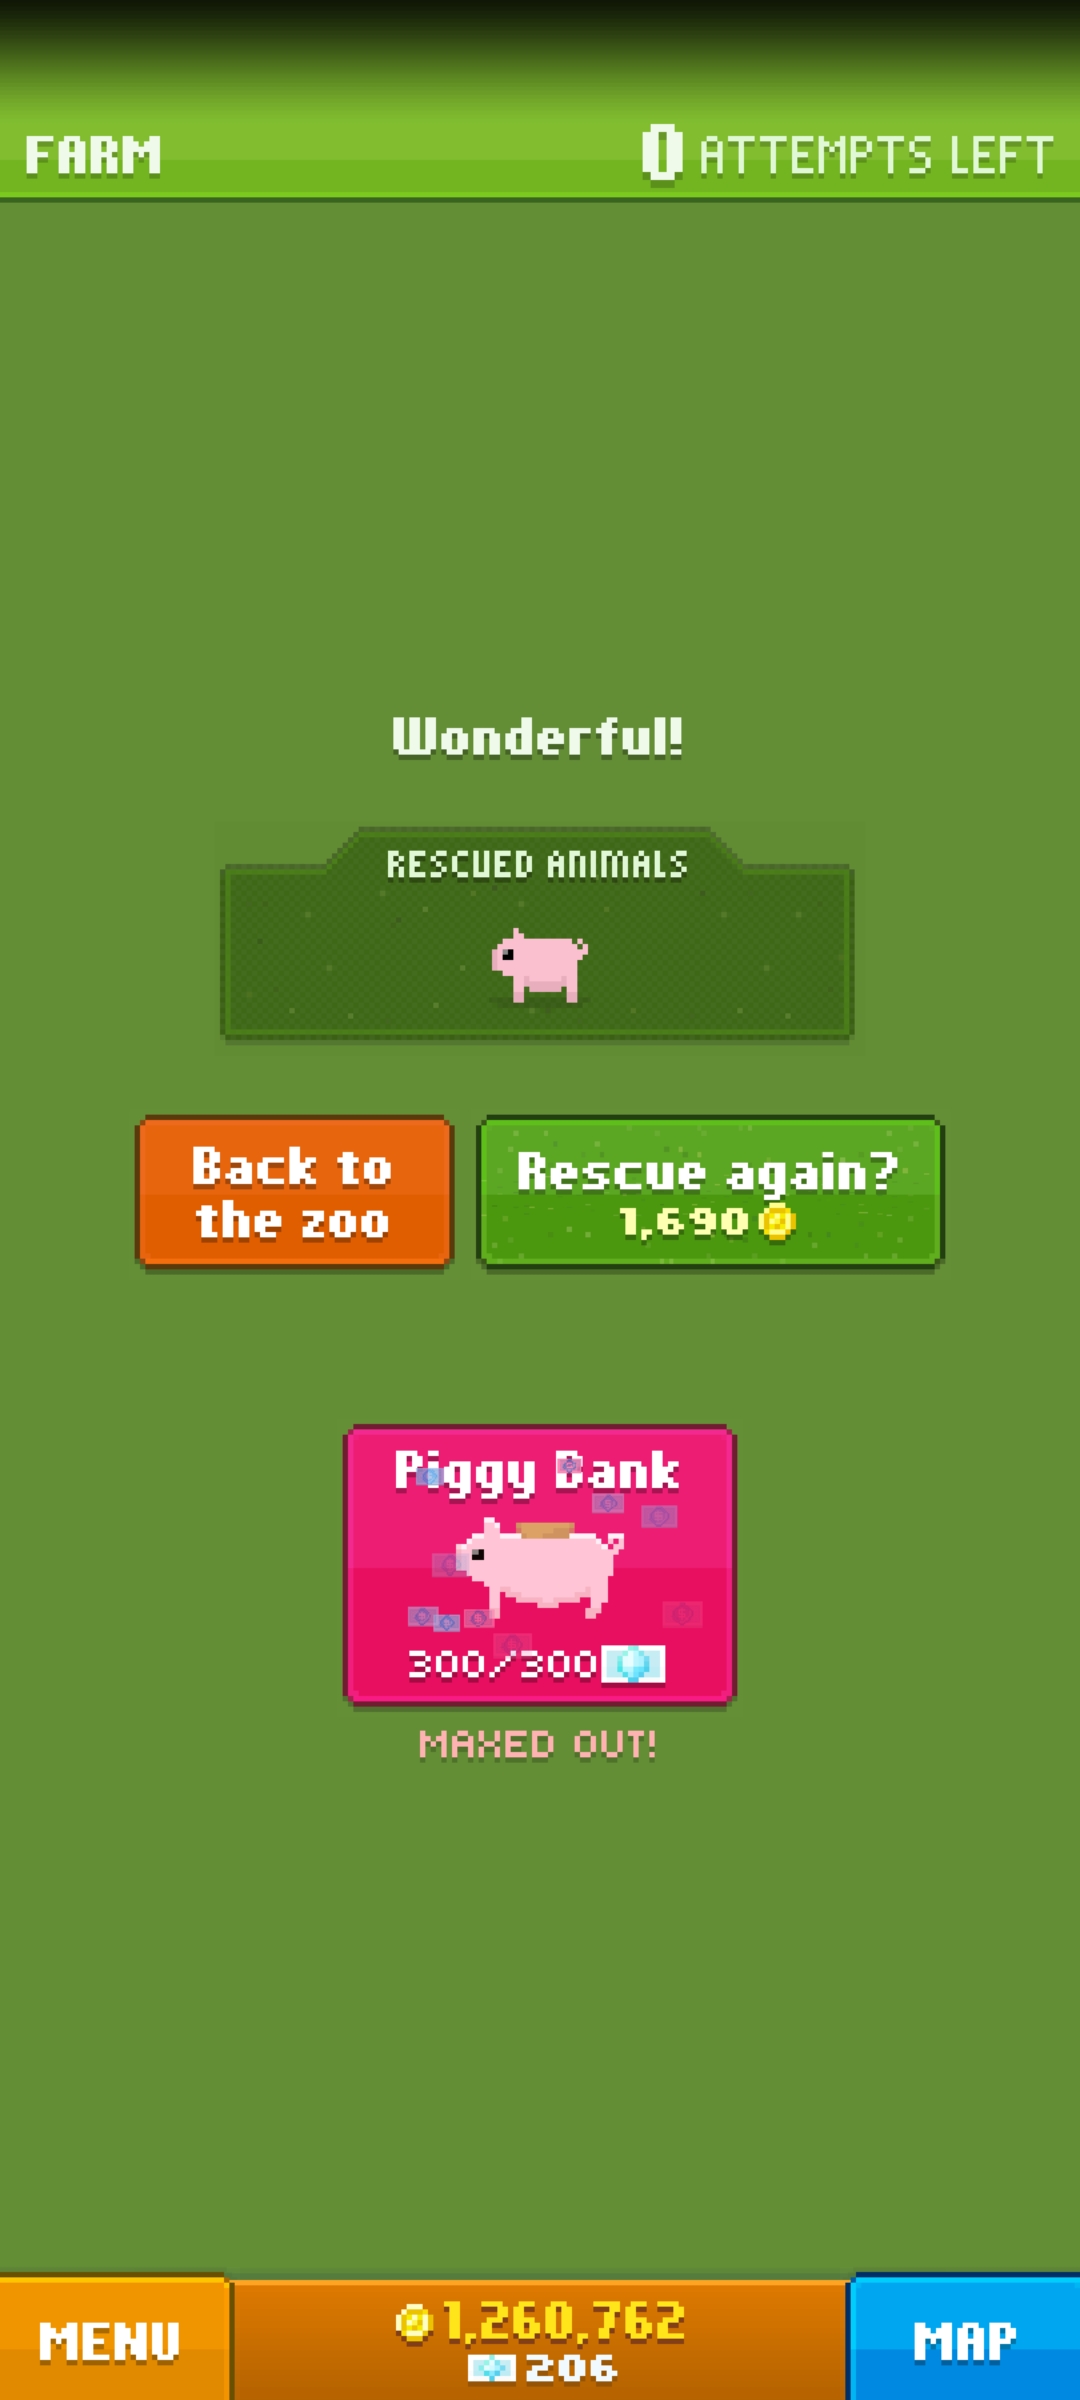 FARM
0 ATTEMPTS LEFT
Wonderful!
RESCUED ANIMALS
Back to
the zoo
Rescue again?
1,690
Piggy Bank
300/300
MAXED OUT!
MENU
1,260,762
206
MAP